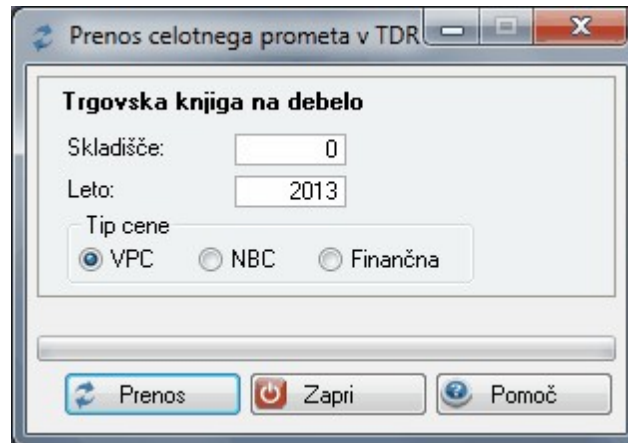 Prenos celotnega prometa v TDR
Trgovska knjiga na debelo
Skladišče: 0
Leto: 2013
Tip cene
VPC NBC Finančna
Prenos Zapri Pomoč